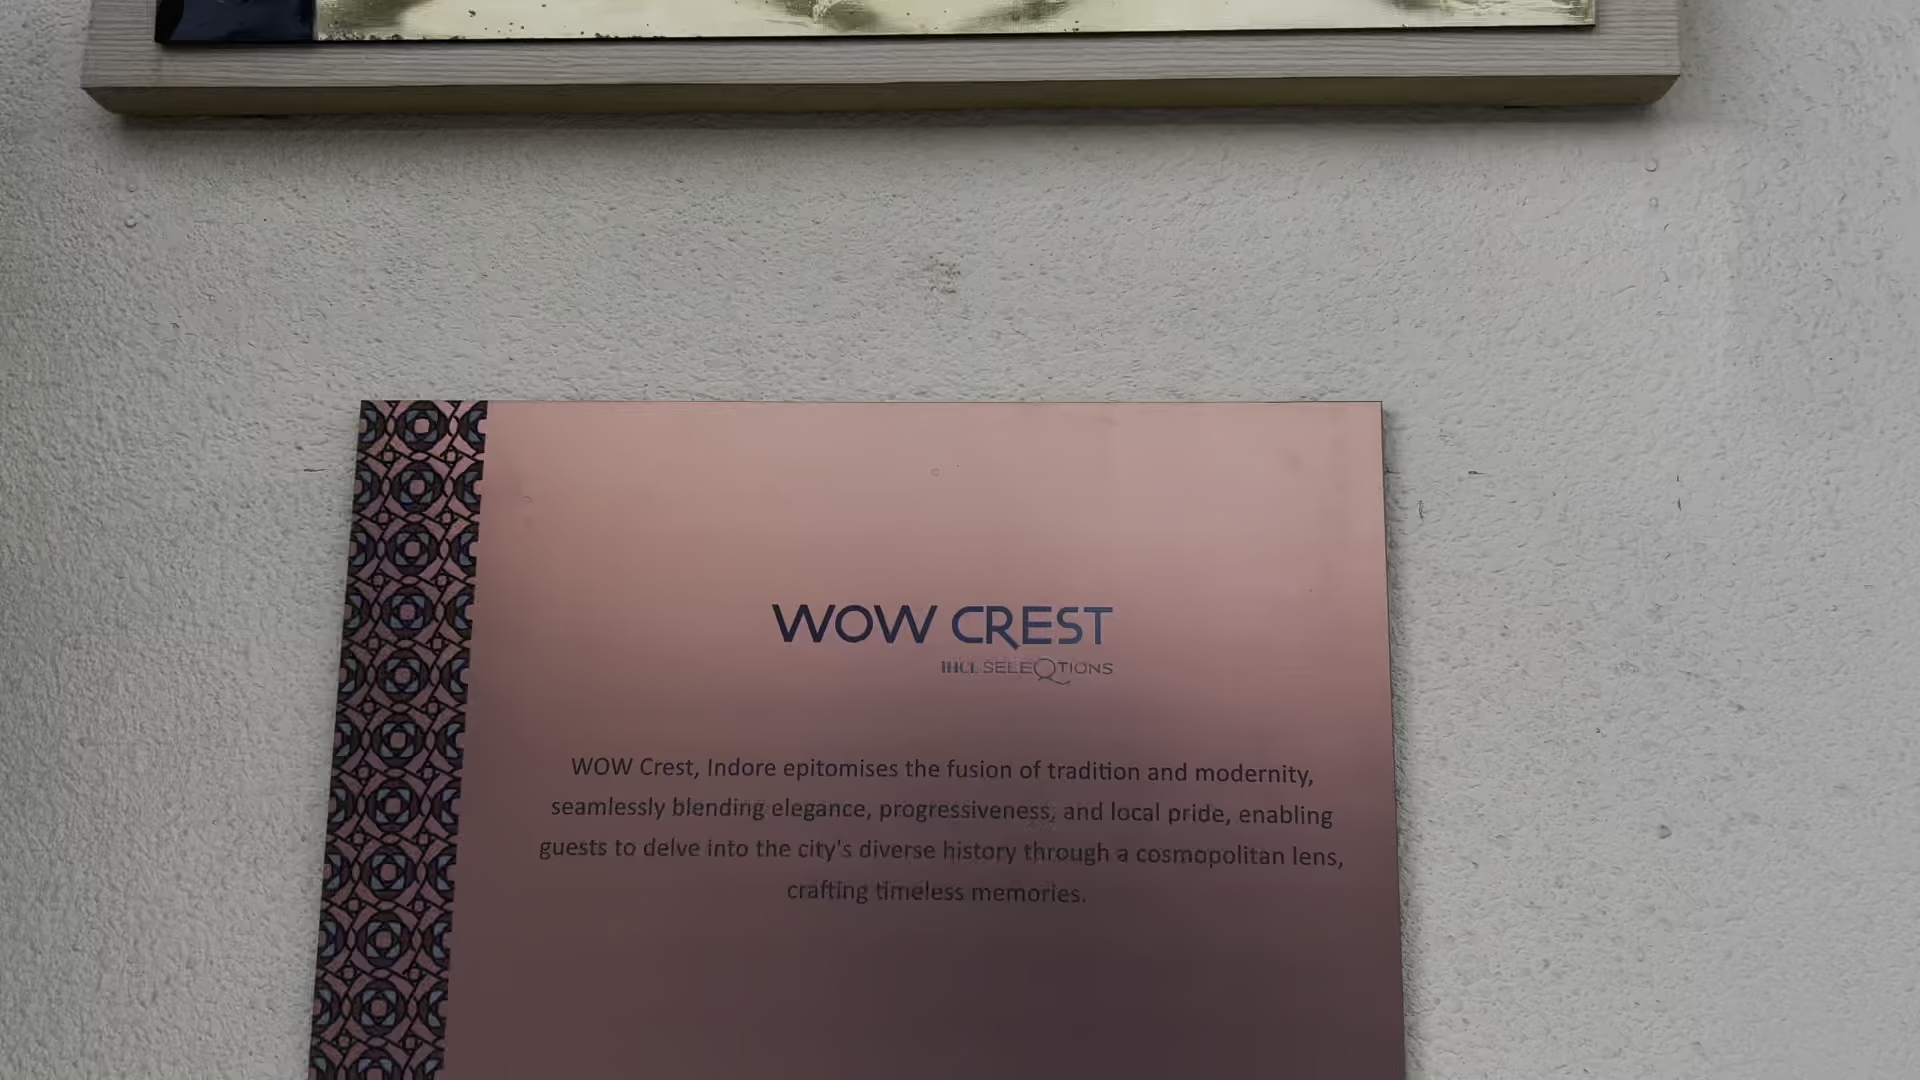 WOW CREST
IHCL SELEQTIONS
WOW Crest, Indore epitomises the fusion of tradition and modernity,
seamlessly blending elegance, progressiveness, and local pride, enabling
guests to delve into the city's diverse history through a cosmopolitan lens,
crafting timeless memories.